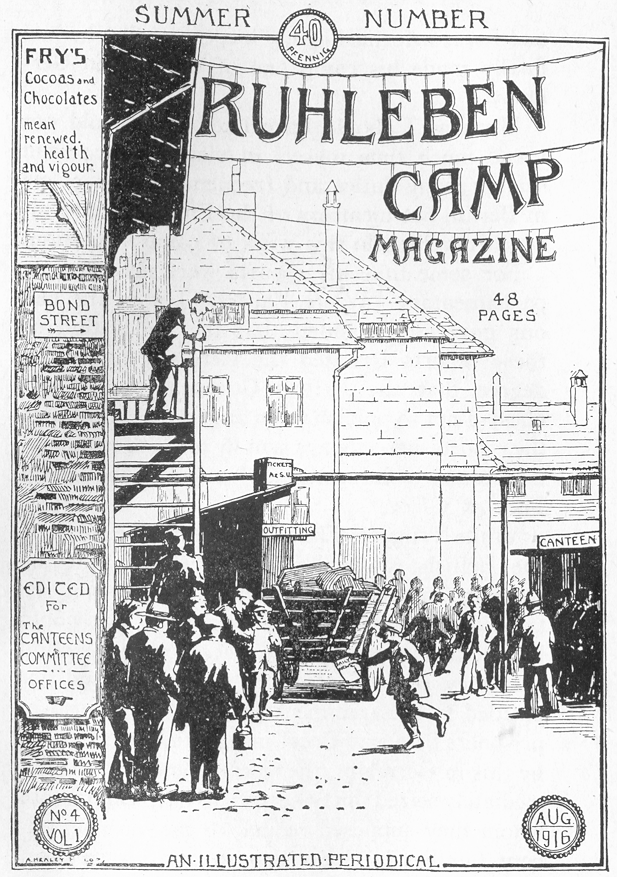 SUMMER NUMBER
40
PFENNIG
FRY'S
COCOAS and
CHOCOLATES
mean
renewed.
health
and vigour.
RUHLEBEN
CAMP
MAGAZINE
48
PAGES
BOND
STREET
TICKETS
A & S.U.
OUTFITTING
CANTEEN
EDITED
FOR
The
CANTEENS
COMMITTEE
OFFICES
No. 4
VOL 1.
AUG
1916
AN·ILLUSTRATED·PERIODICAL